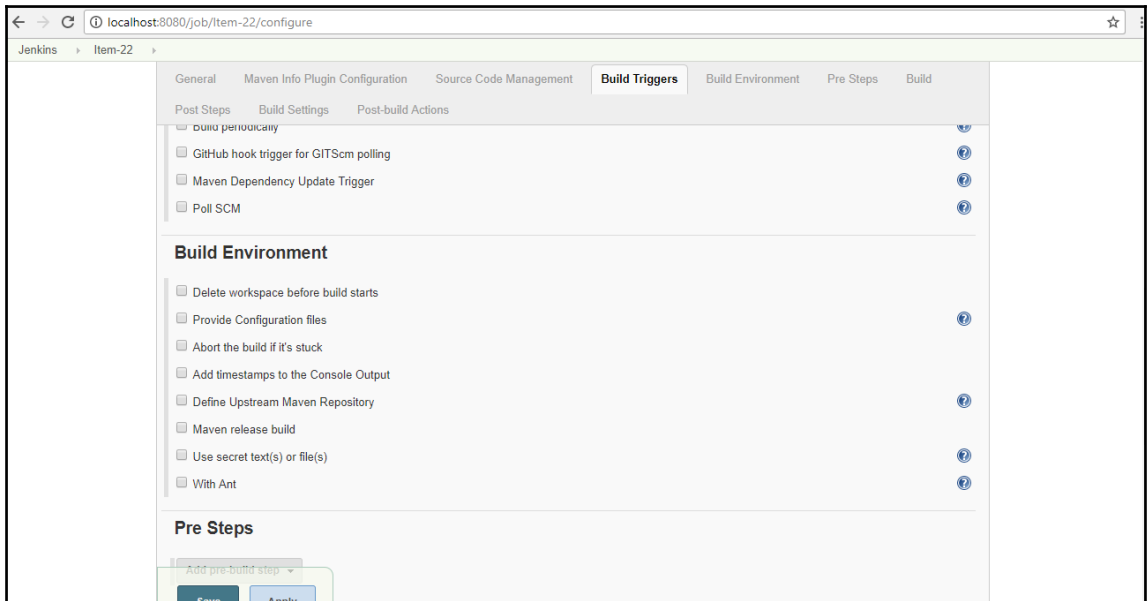 localhost:8080/job/Item-22/configure
Jenkins Item-22
General Maven Info Plugin Configuration Source Code Management Build Triggers Build Environment Pre Steps Build
Post Steps Build Settings Post-build Actions
Build periodically
GitHub hook trigger for GITScm polling
Maven Dependency Update Trigger
Poll SCM
Build Environment
Delete workspace before build starts
Provide Configuration files
Abort the build if it's stuck
Add timestamps to the Console Output
Define Upstream Maven Repository
Maven release build
Use secret text(s) or file(s)
With Ant
Pre Steps
Add pre-build step
Save Apply